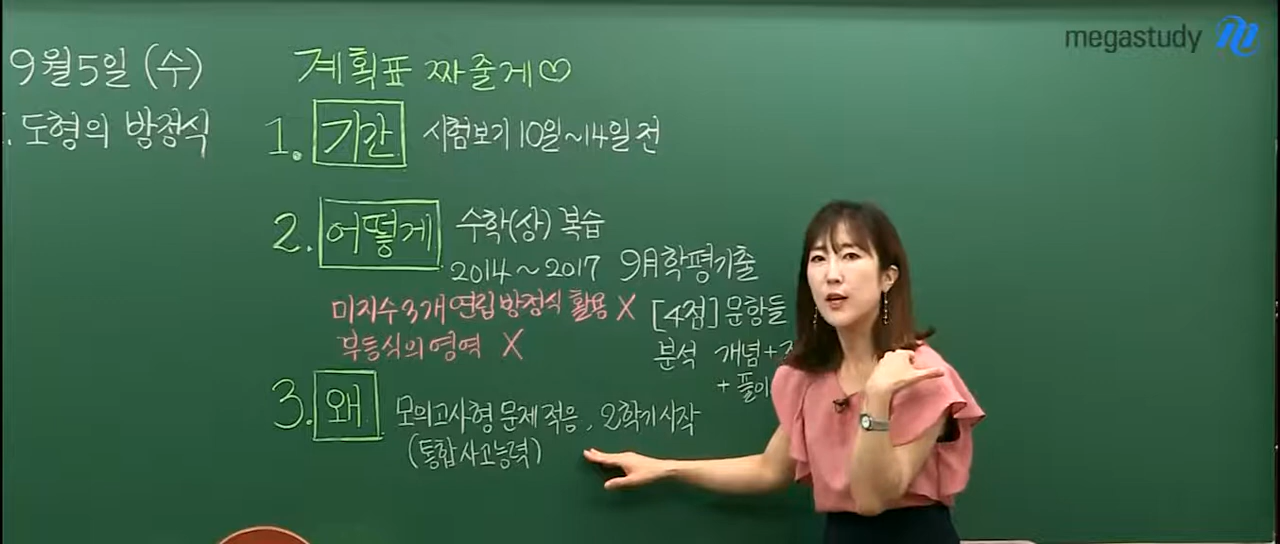 megastudy
9월 5일 (수)
. 도형의 방정식
계획표 짜줄게♡
1. 기간 시험보기 10일~14일 전
2. 어떻게 수학(상) 복습
2014~2017 9月학평기출
미지수 3개 연립방정식 활용 X
부등식의 영역 X
[4점] 문항들
분석 개념+
+ 풀이
3. 왜 모의고사형 문제 적응, 2학기 시작
(통합 사고능력)